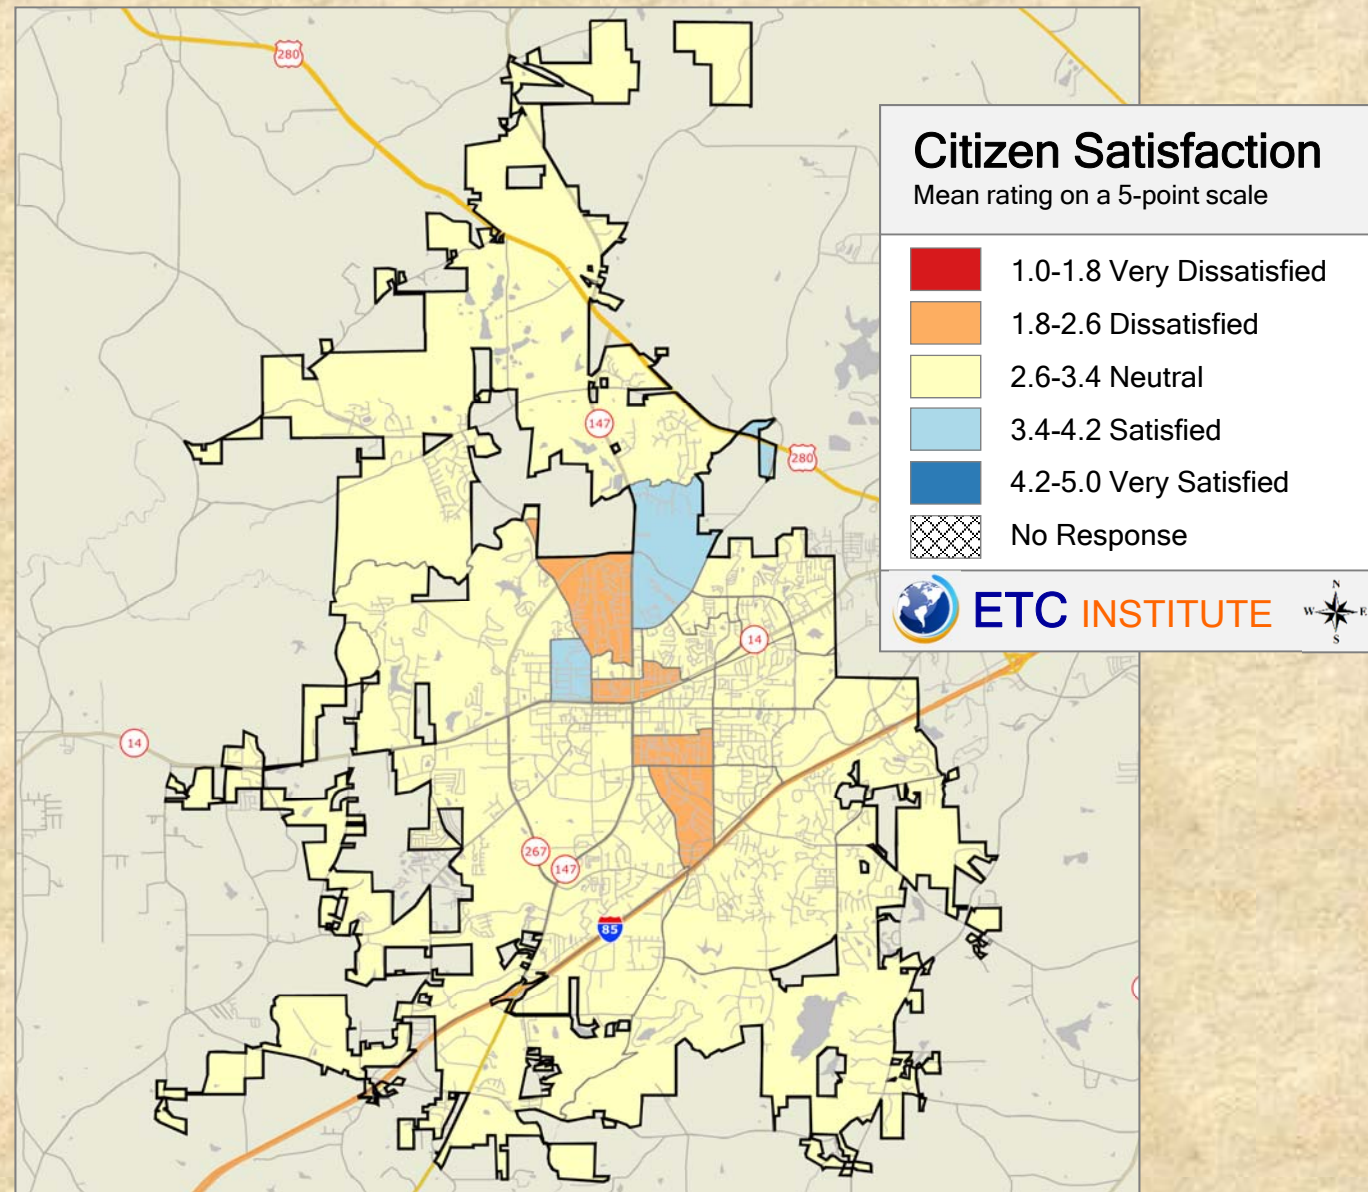 280
Citizen Satisfaction
Mean rating on a 5-point scale
1.0-1.8 Very Dissatisfied
1.8-2.6 Dissatisfied
2.6-3.4 Neutral
3.4-4.2 Satisfied
4.2-5.0 Very Satisfied
No Response
ETC INSTITUTE
N
W E
S
147
280
14
14
267
147
85